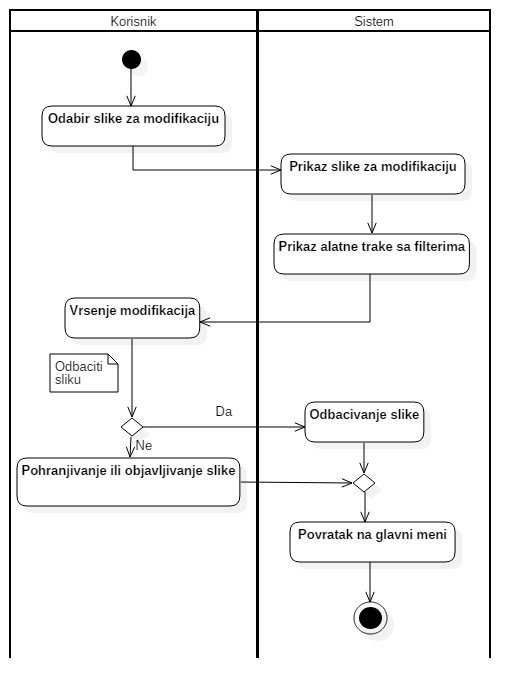 Korisnik
Sistem
Odabir slike za modifikaciju
Prikaz slike za modifikaciju
Prikaz alatne trake sa filterima
Vrsenje modifikacija
Odbaciti
sliku
Da
Odbacivanje slike
Ne
Pohranjivanje ili objavljivanje slike
Povratak na glavni meni